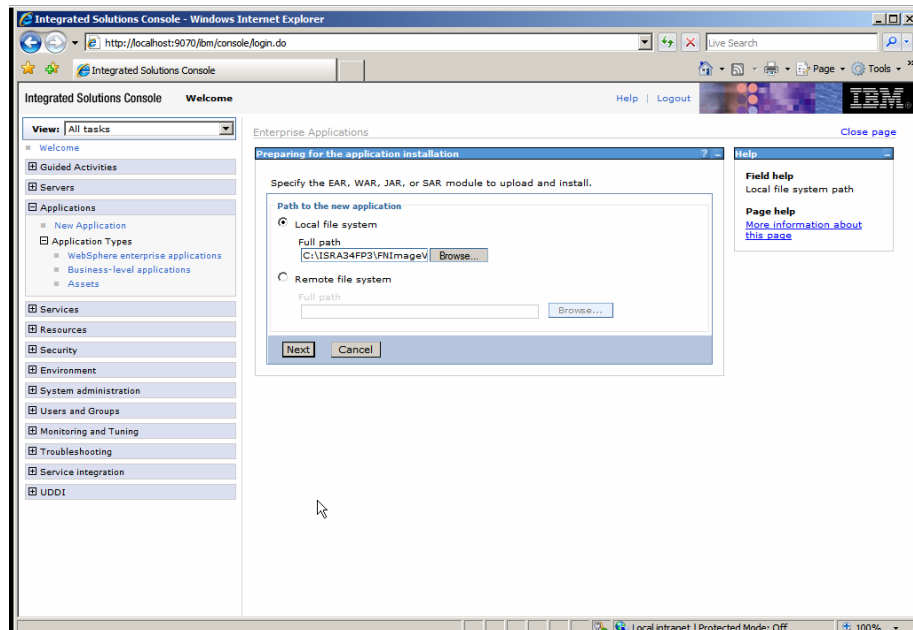 Integrated Solutions Console - Windows Internet Explorer
http://localhost:9070/ibm/console/login.do
Live Search
Integrated Solutions Console
Page
Tools
Integrated Solutions Console Welcome
Help | Logout
IBM
View: All tasks
Welcome
Guided Activities
Servers
Applications
New Application
Application Types
WebSphere enterprise applications
Business-level applications
Assets
Services
Resources
Security
Environment
System administration
Users and Groups
Monitoring and Tuning
Troubleshooting
Service integration
UDDI
Enterprise Applications
Close page
Preparing for the application installation ? -
Specify the EAR, WAR, JAR, or SAR module to upload and install.
Path to the new application
Local file system
Full path
C:\ISRA34FP3\FNImageV Browse...
Remote file system
Full path
Browse...
Next Cancel
Help
Field help
Local file system path
Page help
More information about
this page
Local intranet | Protected Mode: Off
100%